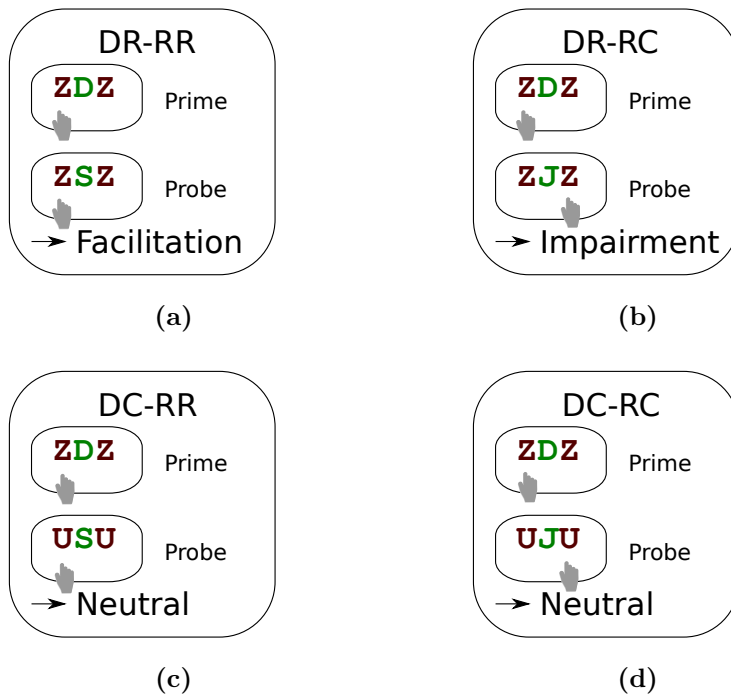 DR-RR
ZDZ
Prime
ZSZ
Probe
Facilitation
(a)
DR-RC
ZDZ
Prime
ZJZ
Probe
Impairment
(b)
DC-RR
ZDZ
Prime
USU
Probe
Neutral
(c)
DC-RC
ZDZ
Prime
UJU
Probe
Neutral
(d)